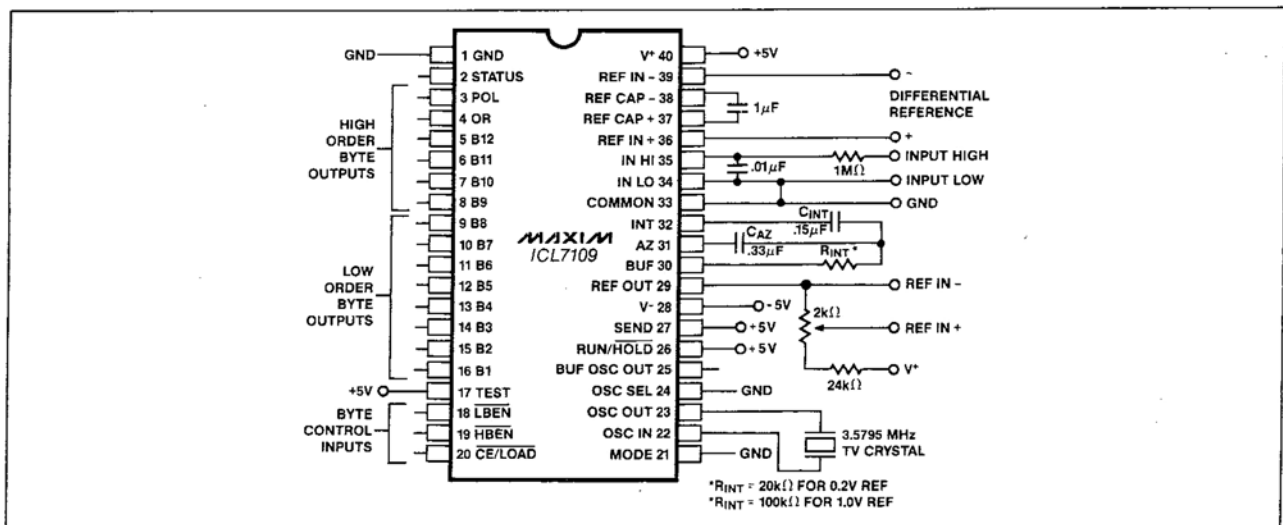 GND
1 GND
2 STATUS
3 POL
4 OR
5 B12
6 B11
7 B10
8 B9
9 B8
10 B7
11 B6
12 B5
13 B4
14 B3
15 B2
16 B1
17 TEST
18 LBEN
19 HBEN
20 CE/LOAD
HIGH
ORDER
BYTE
OUTPUTS
LOW
ORDER
BYTE
OUTPUTS
+5V
BYTE
CONTROL
INPUTS
MAXIM
ICL7109
V+ 40
REF IN - 39
REF CAP - 38
REF CAP + 37
REF IN + 36
IN HI 35
IN LO 34
COMMON 33
INT 32
AZ 31
BUF 30
REF OUT 29
V- 28
SEND 27
RUN/HOLD 26
BUF OSC OUT 25
OSC SEL 24
OSC OUT 23
OSC IN 22
MODE 21
+5V
-
DIFFERENTIAL
REFERENCE
1μF
+
INPUT HIGH
.01μF
1MΩ
INPUT LOW
GND
CINT
.15μF
CAZ
.33μF
RINT*
REF IN -
-5V
2kΩ
+5V
REF IN +
+5V
V+
24kΩ
GND
3.5795 MHz
TV CRYSTAL
GND
*RINT = 20kΩ FOR 0.2V REF
*RINT = 100kΩ FOR 1.0V REF